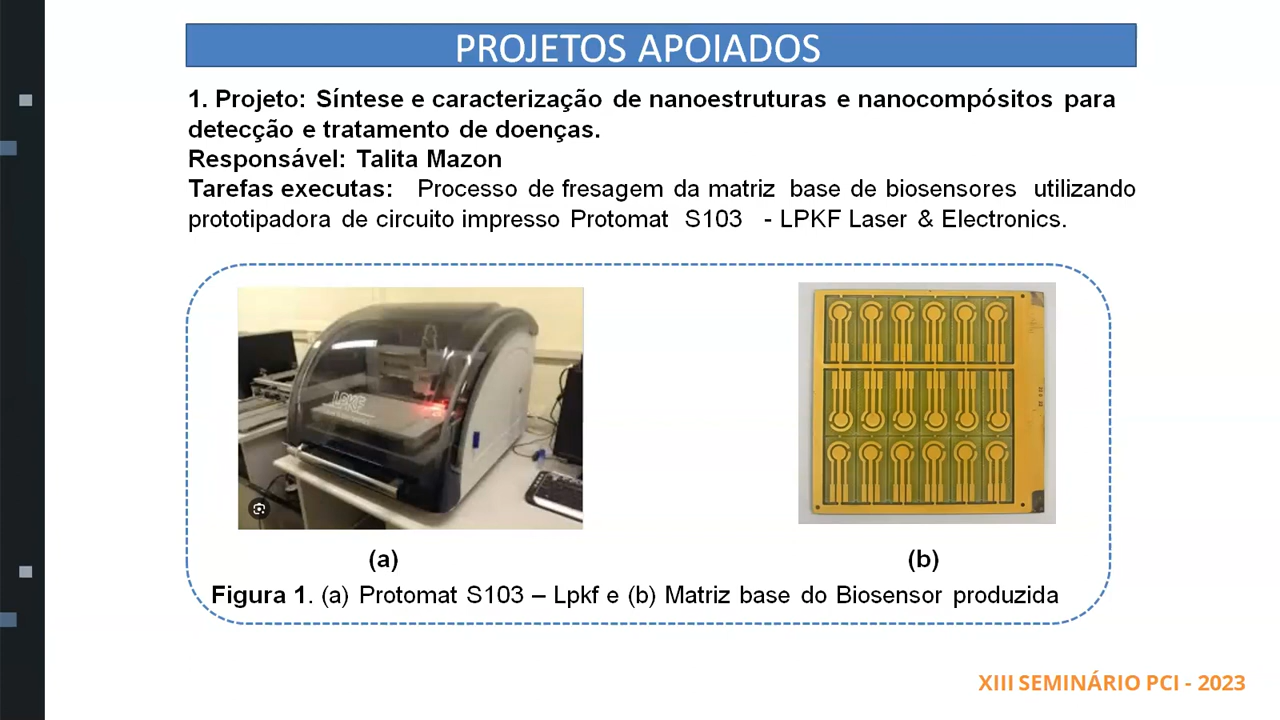 PROJETOS APOIADOS
1. Projeto: Síntese e caracterização de nanoestruturas e nanocompósitos para
detecção e tratamento de doenças.
Responsável: Talita Mazon
Tarefas executas: Processo de fresagem da matriz base de biosensores utilizando
prototipadora de circuito impresso Protomat S103 - LPKF Laser & Electronics.
LPKF
(a)
(b)
Figura 1. (a) Protomat S103 – Lpkf e (b) Matriz base do Biosensor produzida
XIII SEMINÁRIO PCI - 2023